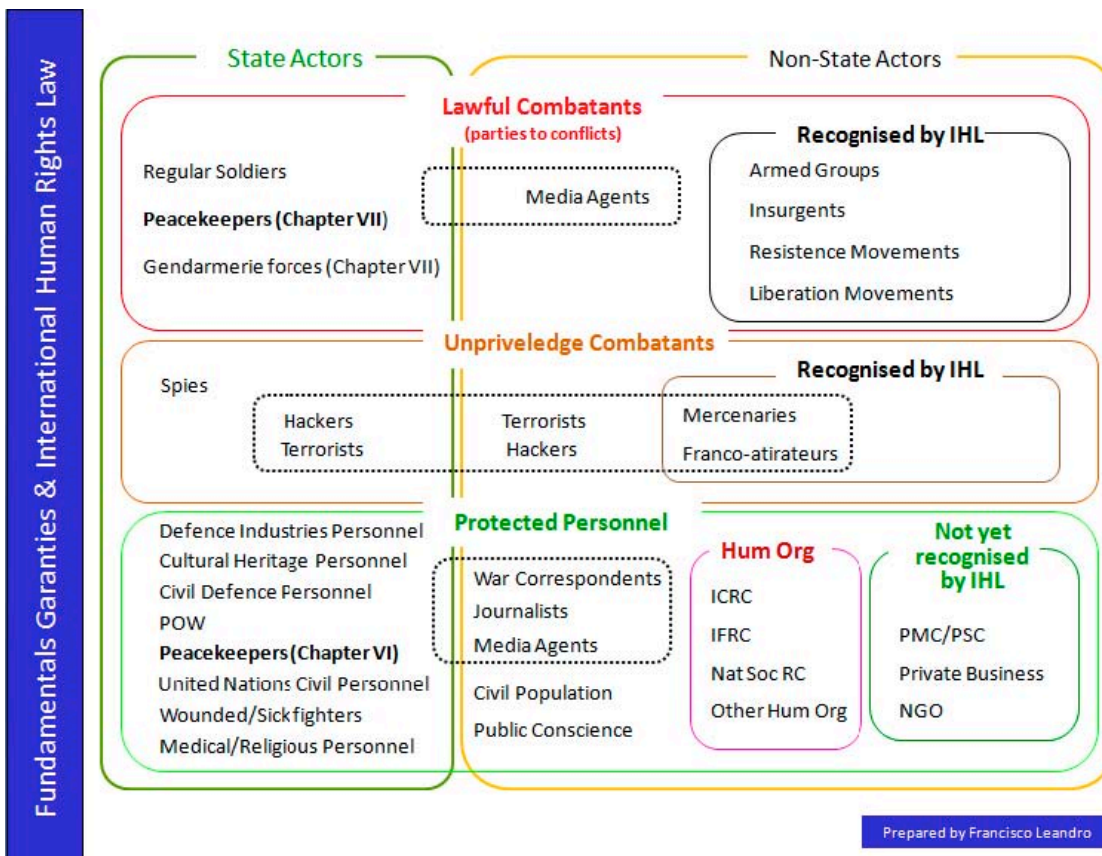 Fundamentals Garanties & International Human Rights Law
State Actors
Non-State Actors
Lawful Combatants
(parties to conflicts)
Regular Soldiers
Peacekeepers (Chapter VII)
Gendarmerie forces (Chapter VII)
Media Agents
Recognised by IHL
Armed Groups
Insurgents
Resistence Movements
Liberation Movements
Unpriveledge Combatants
Spies
Hackers
Terrorists
Terrorists
Hackers
Recognised by IHL
Mercenaries
Franco-atirateurs
Protected Personnel
Defence Industries Personnel
Cultural Heritage Personnel
Civil Defence Personnel
POW
Peacekeepers (Chapter VI)
United Nations Civil Personnel
Wounded/Sick fighters
Medical/Religious Personnel
War Correspondents
Journalists
Media Agents
Civil Population
Public Conscience
Hum Org
ICRC
IFRC
Nat Soc RC
Other Hum Org
Not yet
recognised
by IHL
PMC/PSC
Private Business
NGO
Prepared by Francisco Leandro